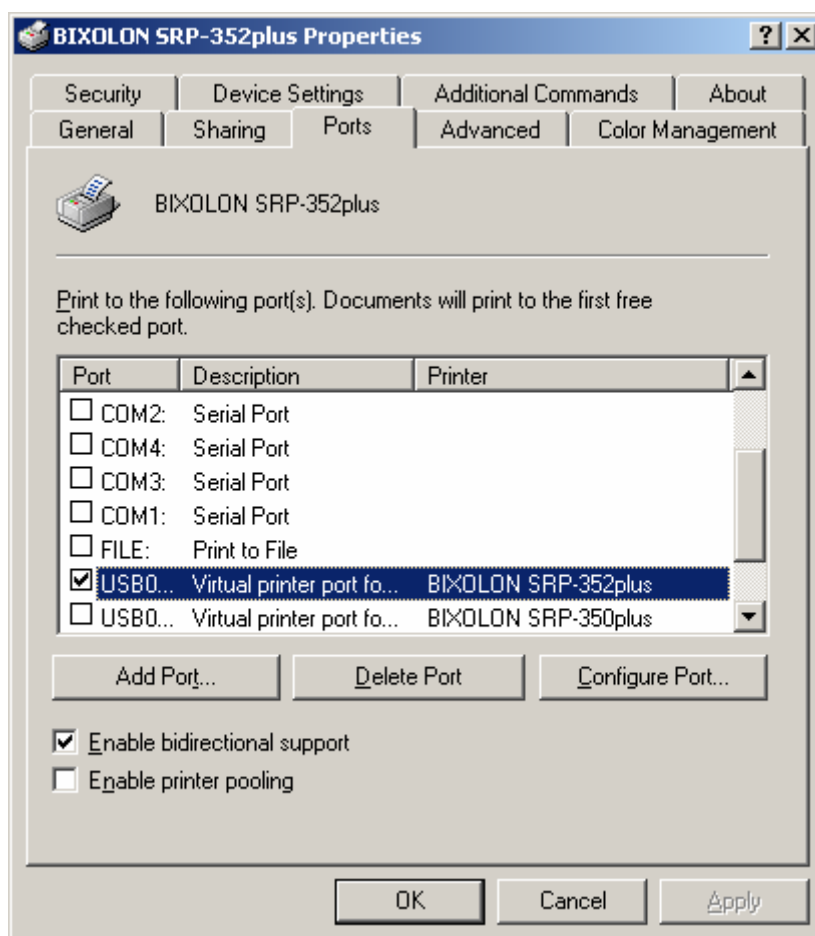 BIXOLON SRP-352plus Properties
Security Device Settings Additional Commands About
General Sharing Ports Advanced Color Management
BIXOLON SRP-352plus
Print to the following port(s). Documents will print to the first free
checked port.
Port Description Printer
COM2: Serial Port
COM4: Serial Port
COM3: Serial Port
COM1: Serial Port
FILE: Print to File
USB0... Virtual printer port fo... BIXOLON SRP-352plus
USB0... Virtual printer port fo... BIXOLON SRP-350plus
Add Port... Delete Port Configure Port...
Enable bidirectional support
Enable printer pooling
OK Cancel Apply